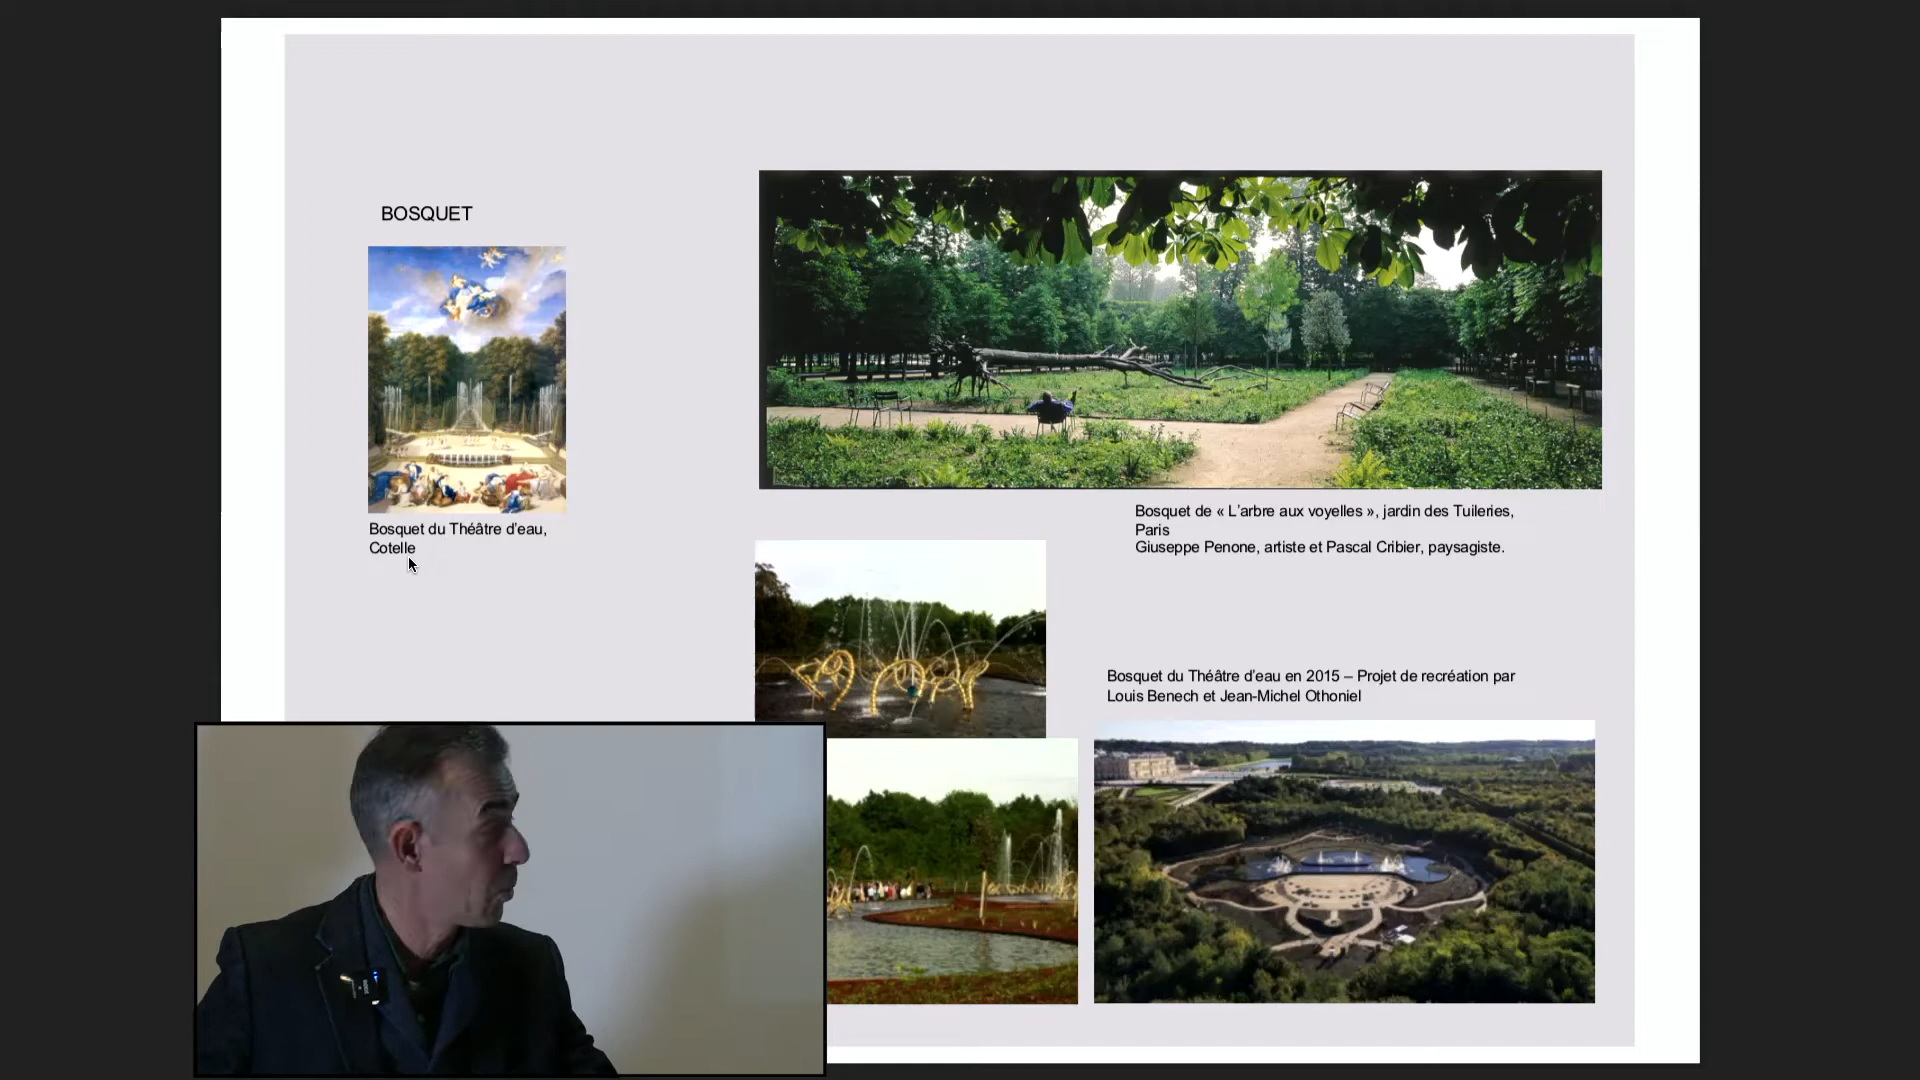 BOSQUET
Bosquet du Théâtre d'eau,
Cotelle
Bosquet de « L'arbre aux voyelles », jardin des Tuileries,
Paris
Giuseppe Penone, artiste et Pascal Cribier, paysagiste.
Bosquet du Théâtre d'eau en 2015 – Projet de recréation par
Louis Benech et Jean-Michel Othoniel